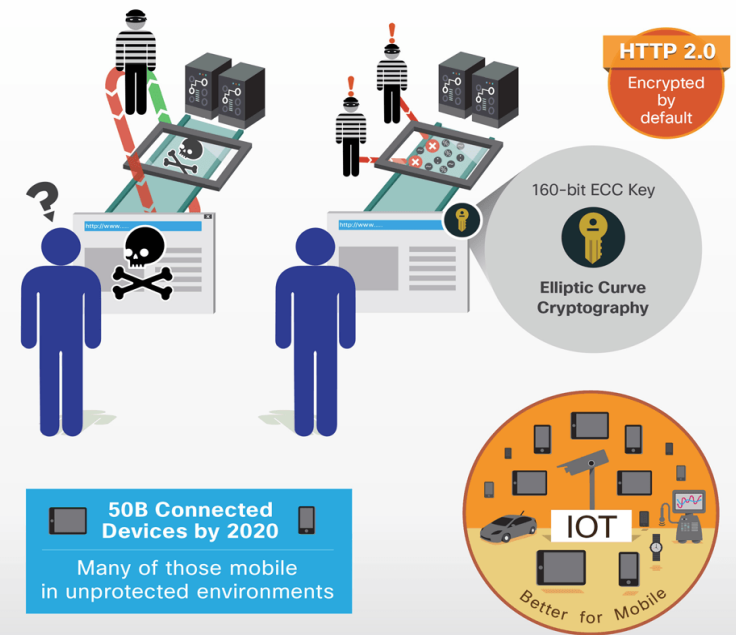 HTTP 2.0
Encrypted
by
default
http://www....
http://www....
160-bit ECC Key
Elliptic Curve
Cryptography
50B Connected
Devices by 2020
Many of those mobile
in unprotected environments
IOT
Better for Mobile